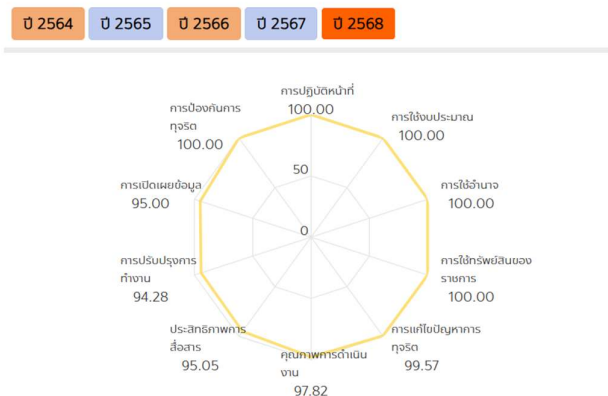 ปี 2564 ปี 2565 ปี 2566 ปี 2567 ปี 2568
การปฏิบัติหน้าที่
100.00
การป้องกันการ
ทุจริต
100.00
การใช้งบประมาณ
100.00
50
การเปิดเผยข้อมูล
95.00
การใช้อำนาจ
100.00
0
การปรับปรุงการ
ทำงาน
94.28
การใช้ทรัพย์สินของ
ราชการ
100.00
ประสิทธิภาพการ
สื่อสาร
95.05
การแก้ไขปัญหาการ
ทุจริต
99.57
คุณภาพการดำเนิน
งาน
97.82